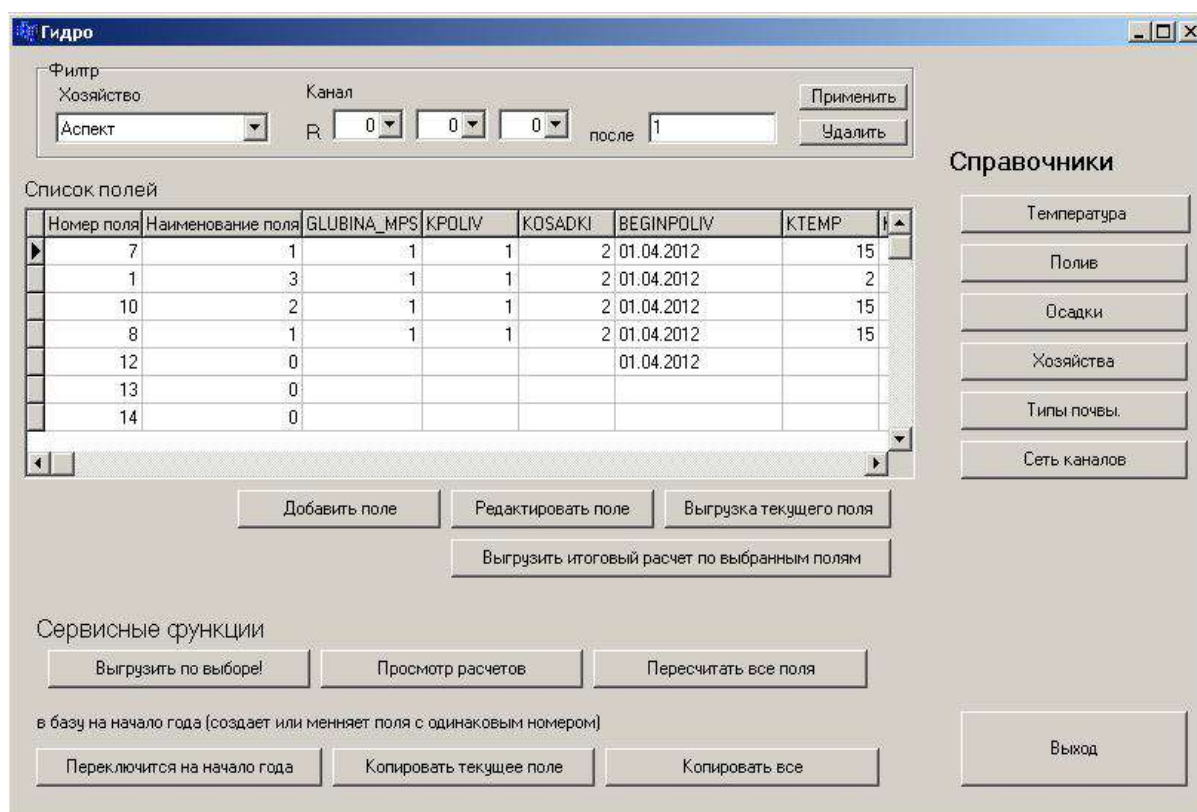 Гидро
Филтр
Хозяйство
Канал
Аспект
R 0 0 0 после 1
Применить
Удалить
Список полей
Номер поля Наименование поля GLUBINA_MPS KPOLIV KOSADKI BEGINPOLIV KTEMP
7 1 1 1 2 01.04.2012 15
1 3 1 1 2 01.04.2012 2
10 2 1 1 2 01.04.2012 15
8 1 1 1 2 01.04.2012 15
12 0 01.04.2012
13 0
14 0
Добавить поле Редактировать поле Выгрузка текущего поля
Выгрузить итоговый расчет по выбранным полям
Справочники
Температура
Полив
Осадки
Хозяйства
Типы почвы.
Сеть каналов
Сервисные функции
Выгрузить по выборе! Просмотр расчетов Пересчитать все поля
в базу на начало года (создает или менняет поля с одинаковым номером)
Переключится на начало года Копировать текущее поле Копировать все
Выход